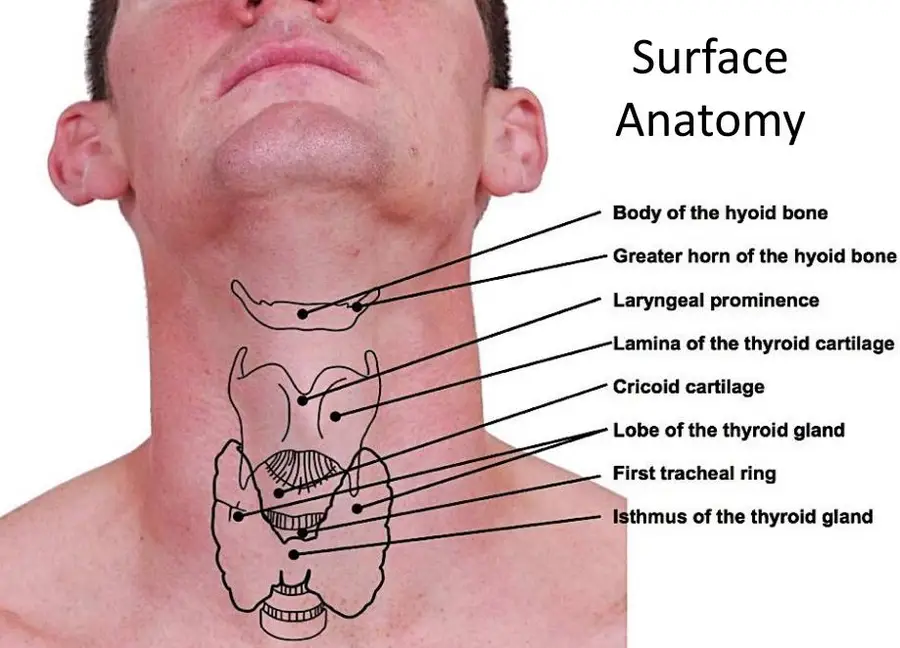 Surface
Anatomy
Body of the hyoid bone
Greater horn of the hyoid bone
Laryngeal prominence
Lamina of the thyroid cartilage
Cricoid cartilage
Lobe of the thyroid gland
First tracheal ring
Isthmus of the thyroid gland